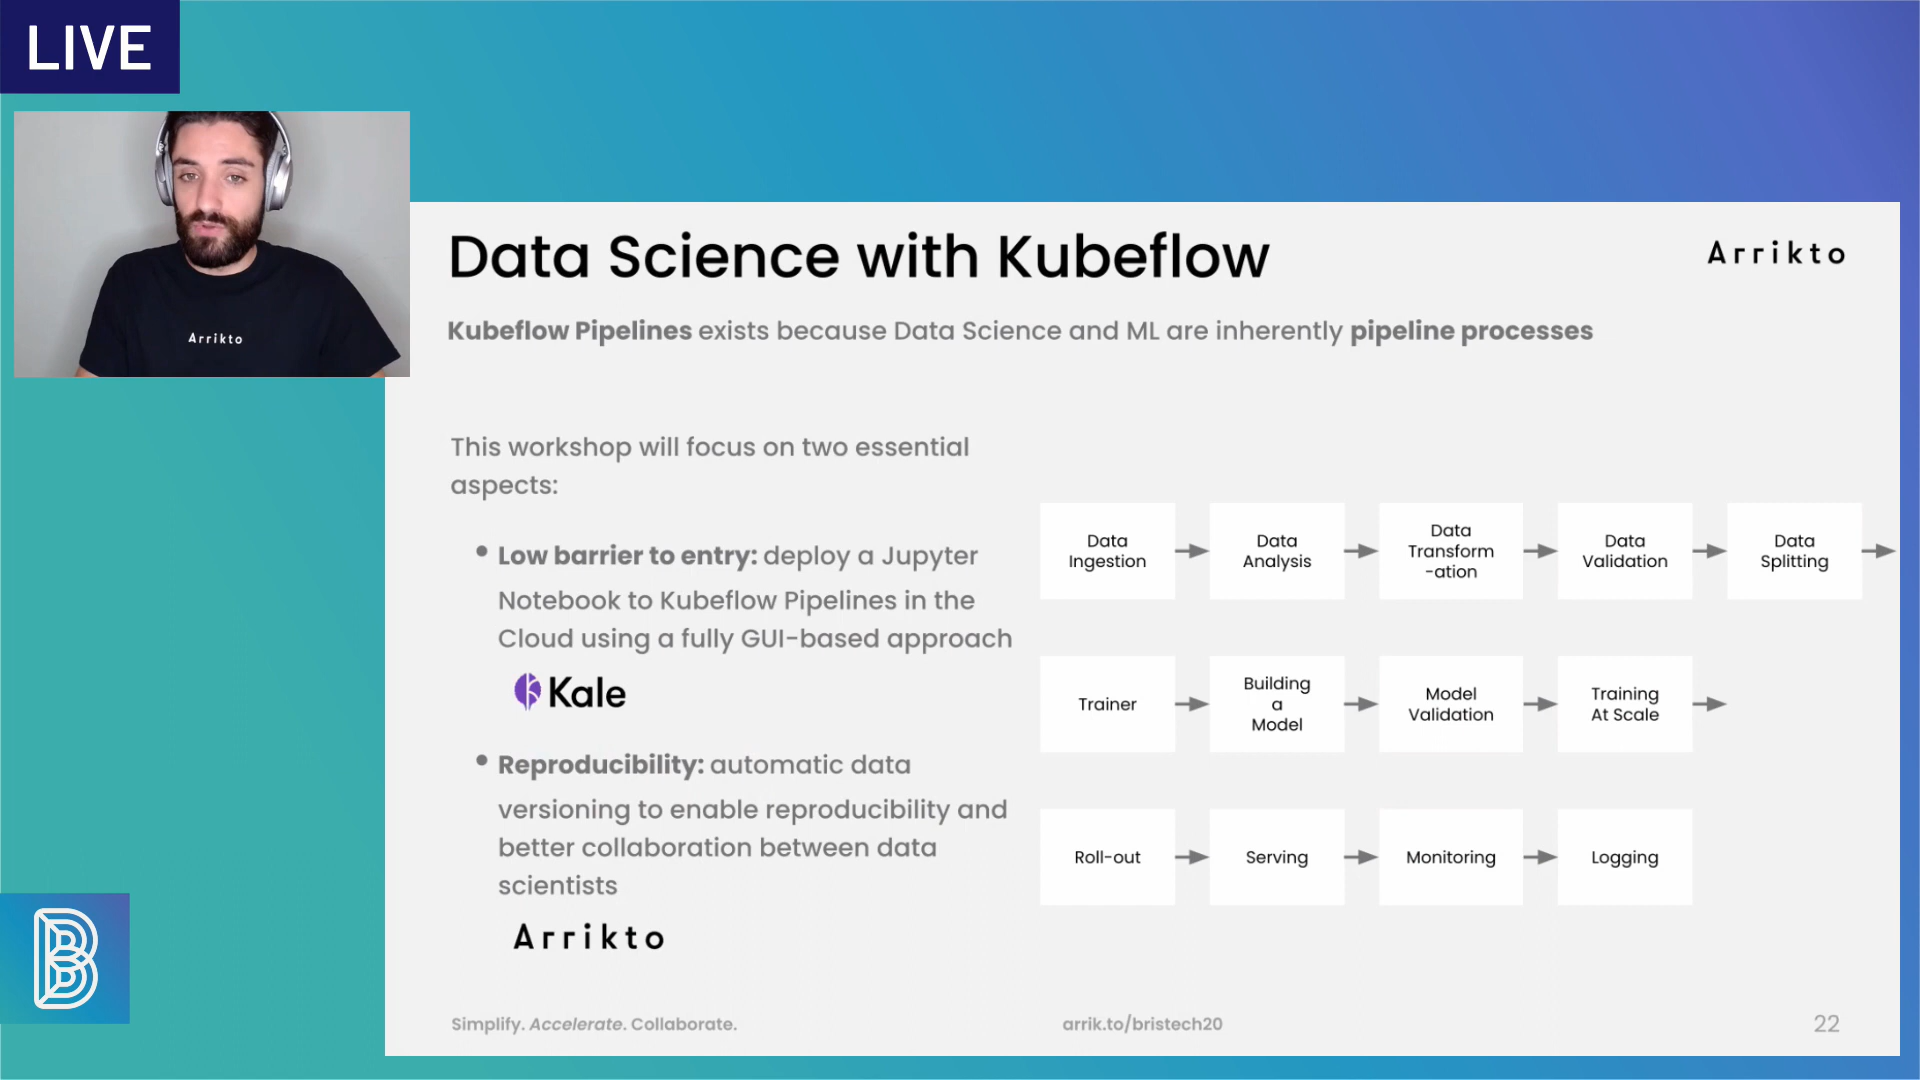 LIVE
Arrikto
Data Science with Kubeflow
Arrikto
Kubeflow Pipelines exists because Data Science and ML are inherently pipeline processes
This workshop will focus on two essential
aspects:
• Low barrier to entry: deploy a Jupyter
Notebook to Kubeflow Pipelines in the
Cloud using a fully GUI-based approach
Kale
• Reproducibility: automatic data
versioning to enable reproducibility and
better collaboration between data
scientists
Arrikto
Data
Ingestion
Data
Analysis
Data
Transform
-ation
Data
Validation
Data
Splitting
Trainer
Building
a
Model
Model
Validation
Training
At Scale
Roll-out
Serving
Monitoring
Logging
B
Simplify. Accelerate. Collaborate.
arrik.to/bristech20
22